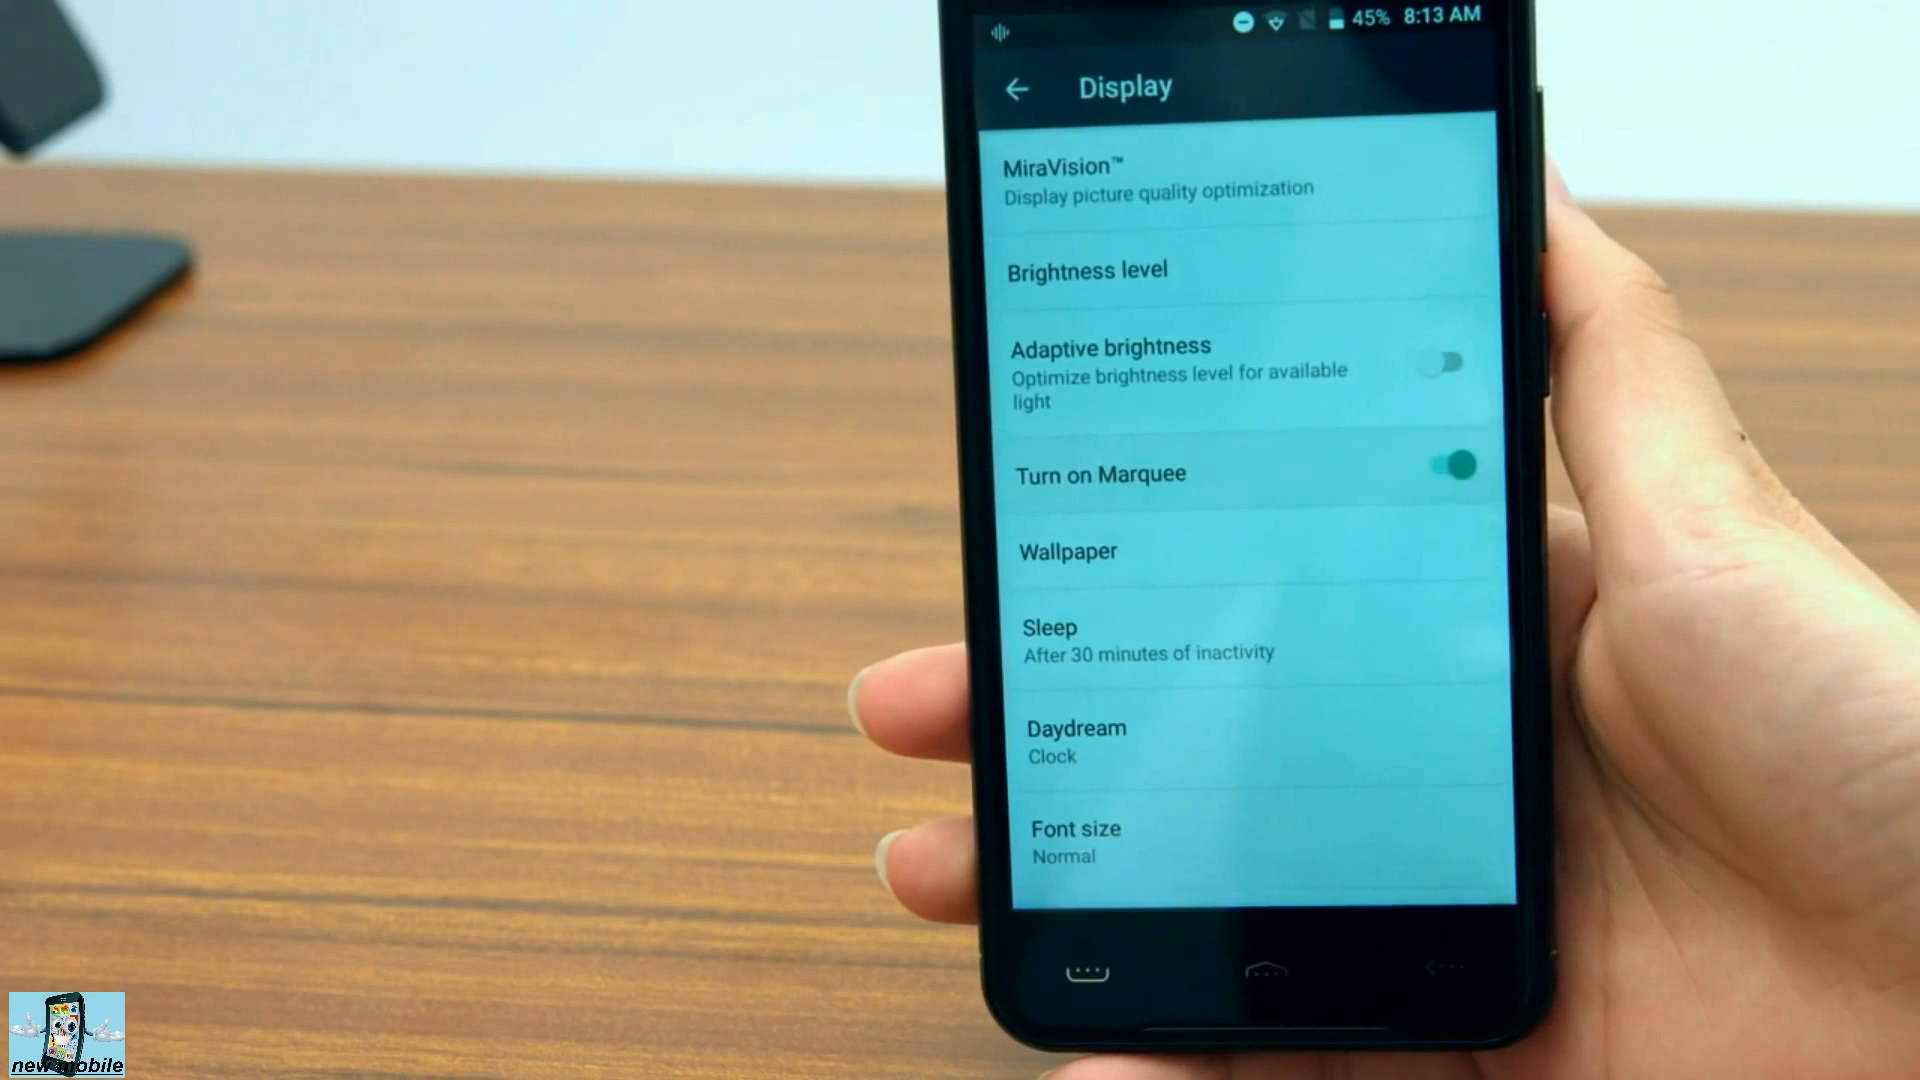 45% 8:13 AM
Display
MiraVision™
Display picture quality optimization
Brightness level
Adaptive brightness
Optimize brightness level for available
light
Turn on Marquee
Wallpaper
Sleep
After 30 minutes of inactivity
Daydream
Clock
Font size
Normal
new mobile